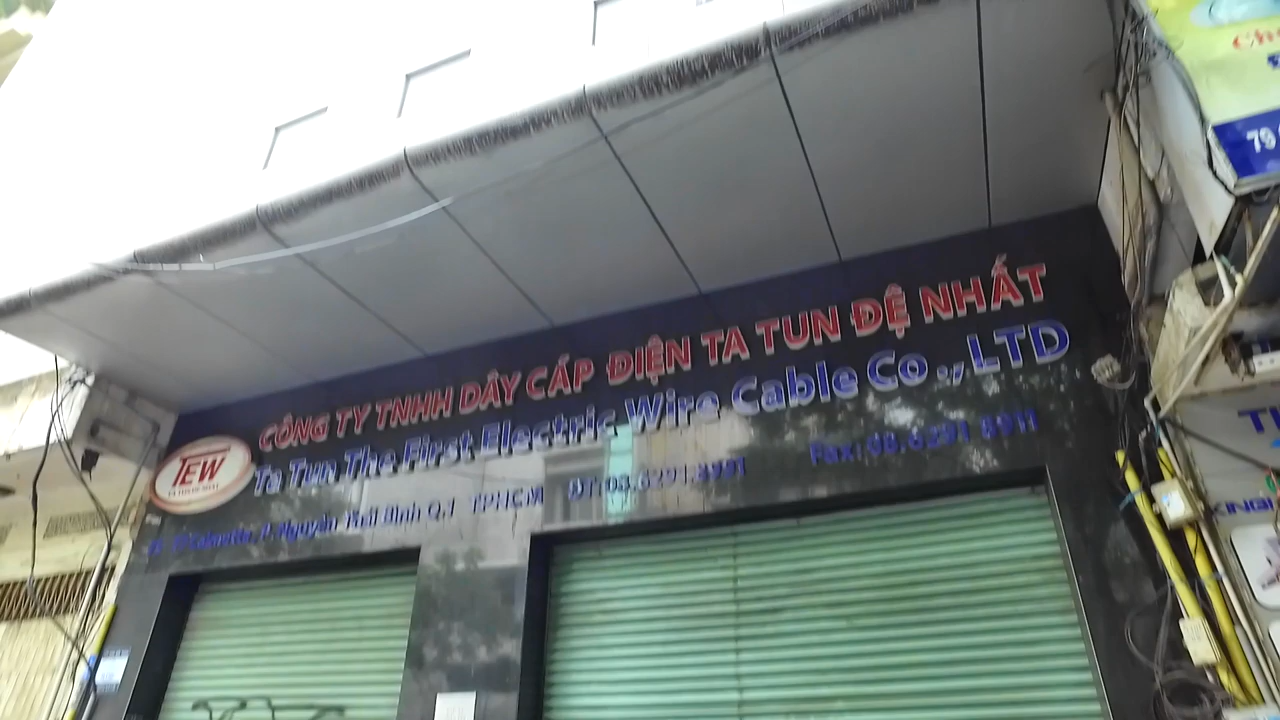 CÔNG TY TNHH DÂY CÁP ĐIỆN TA TUN ĐỆ NHẤT
Ta Tun The First Electric Wire Cable Co ., LTD
TEW
Nguyễn Thái Bình Q.1 TPHCM ĐT: 08.6291.8991 Fax: 08.6291 8911
79